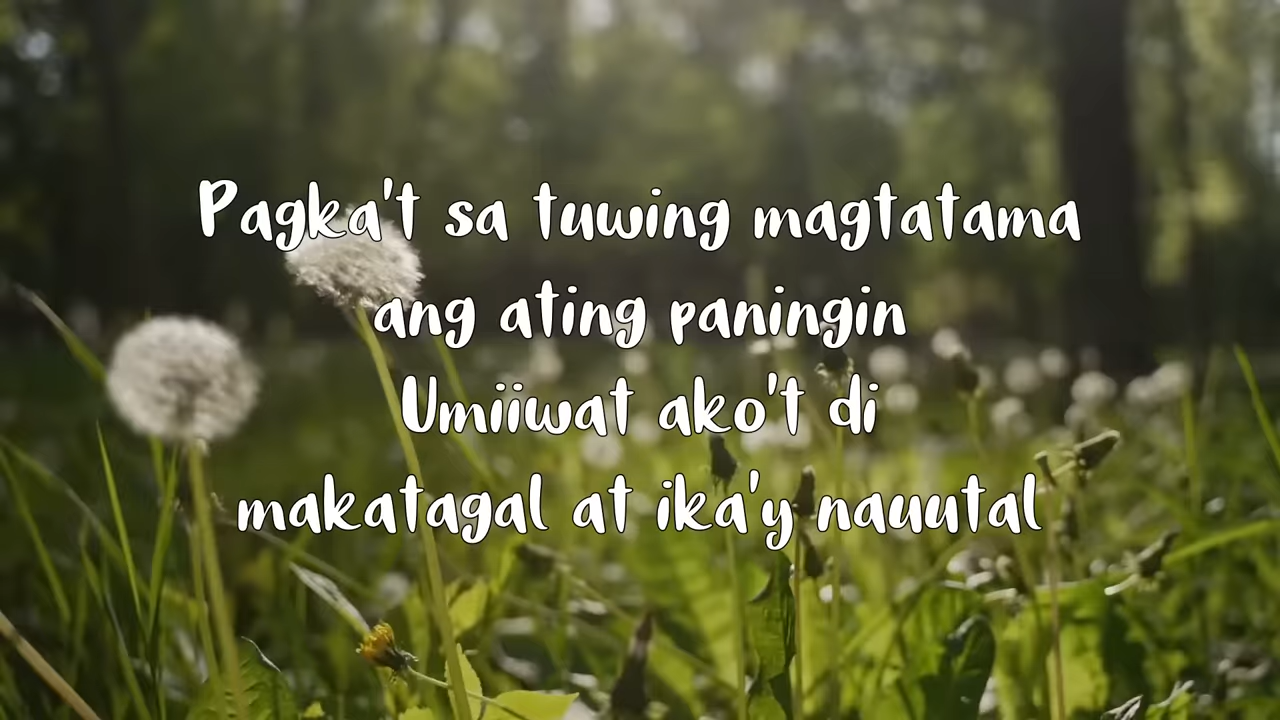 Pagka't sa tuwing magtatama
ang ating paningin
Umiiwat ako't di
makatagal at ika'y nauutal